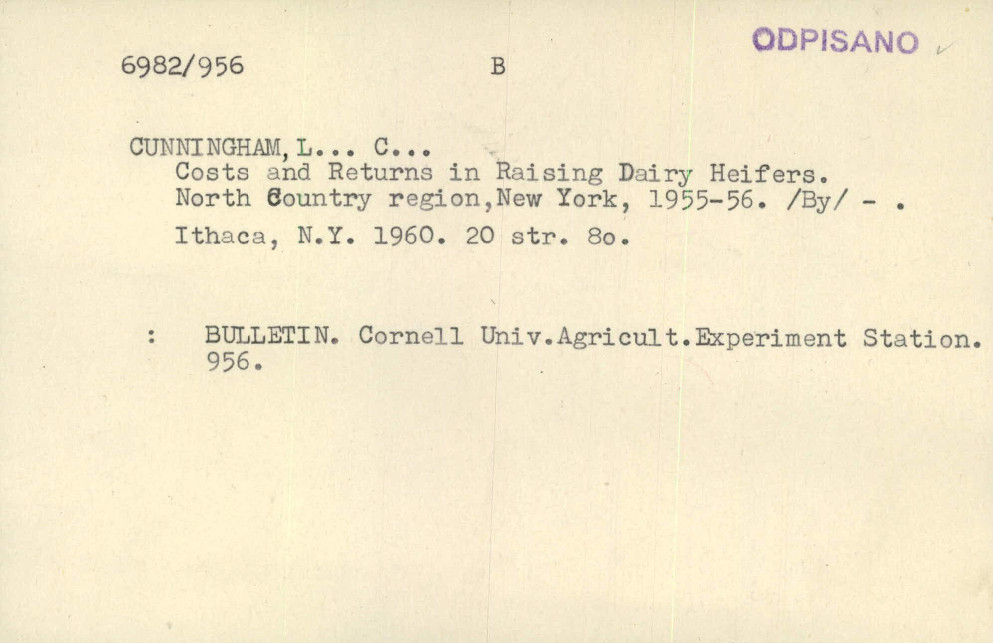 ODPISANO
6982/956 B
CUNNINGHAM, L... C...
Costs and Returns in Raising Dairy Heifers.
North Country region,New York, 1955-56. /By/ - .
Ithaca, N.Y. 1960. 20 str. 8o.
: BULLETIN. Cornell Univ.Agricult.Experiment Station.
956.